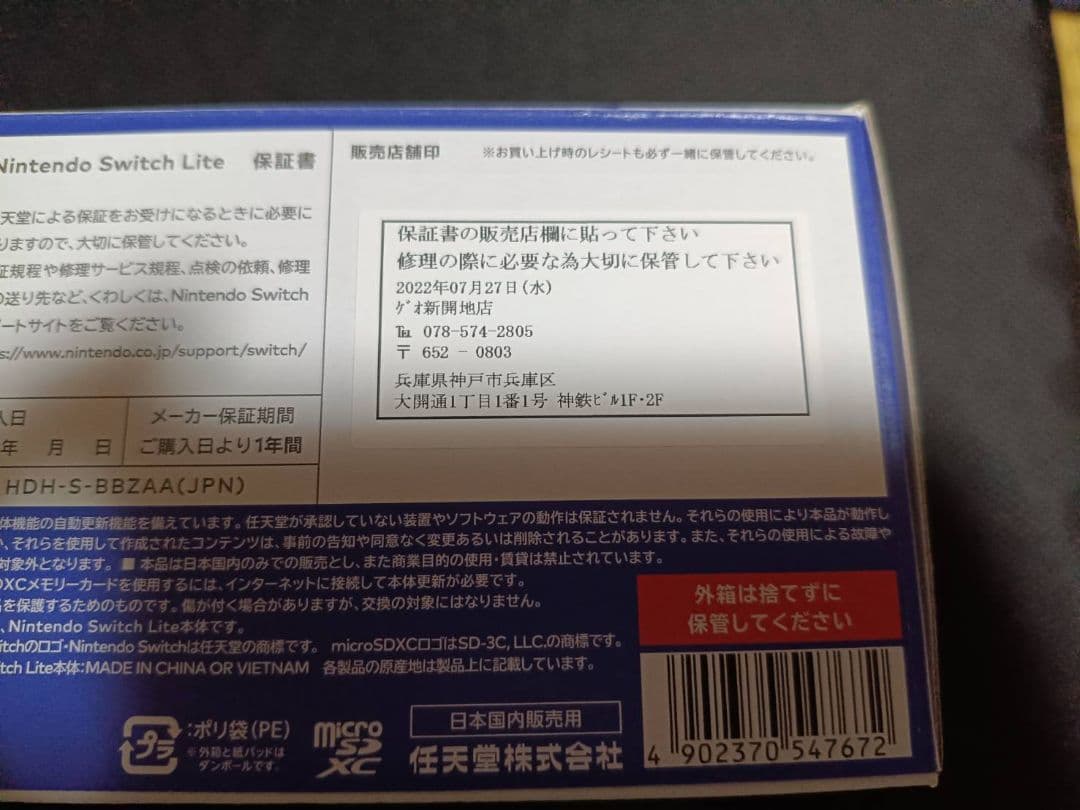 Nintendo Switch Lite 保証書
天堂による保証をお受けになるときに必要に
りますので、大切に保管してください。
証規程や修理サービス規程、点検の依頼、修理
の送り先など、くわしくは、Nintendo Switch
ポートサイトをご覧ください。
s://www.nintendo.co.jp/support/switch/
入日
年 月 日
メーカー保証期間
ご購入日より1年間
HDH-S-BBZAA(JPN)
販売店舗印 ※お買い上げ時のレシートも必ず一緒に保管してください。
保証書の販売店欄に貼って下さい
修理の際に必要な為大切に保管して下さい
2022年07月27日(水)
ｹﾞｵ新開地店
℡ 078-574-2805
〒 652 - 0803
兵庫県神戸市兵庫区
大開通1丁目1番1号 神鉄ﾋﾞﾙ1F･2F
体機能の自動更新機能を備えています。任天堂が承認していない装置やソフトウェアの動作は保証されません。それらの使用により本品が動作し
、それらを使用して作成されたコンテンツは、事前の告知や同意なく変更あるいは削除されることがあります。また、それらの使用による故障や
対象外となります。 ■ 本品は日本国内のみでの販売とし、また商業目的の使用・賃貸は禁止されています。
DXCメモリーカードを使用するには、インターネットに接続して本体更新が必要です。
を保護するためのものです。傷が付く場合がありますが、交換の対象にはなりません。
、Nintendo Switch Lite本体です。
itchのロゴ・Nintendo Switchは任天堂の商標です。 microSDXCロゴはSD-3C, LLC.の商標です。
tch Lite本体:MADE IN CHINA OR VIETNAM 各製品の原産地は製品上に記載しています。
外箱は捨てずに
保管してください
プラ
:ポリ袋(PE)
※外箱と紙パッドは
ダンボールです。
micro
SD
XC
日本国内販売用
任天堂株式会社
4 902370 547672